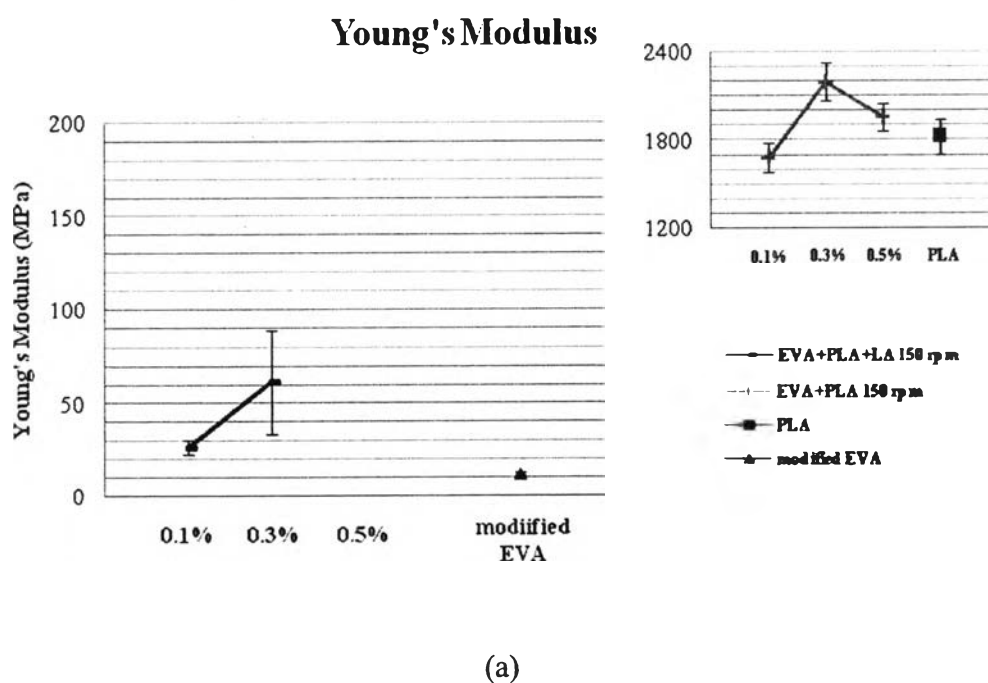 Young's Modulus
2400
1800
1200
0.1% 0.3% 0.5% PLA
Young's Modulus (MPa)
200
150
100
50
0
0.1% 0.3% 0.5% modiified
EVA
EVA+PLA+LA 150 rpm
EVA+PLA 150 rpm
PLA
modified EVA
(a)